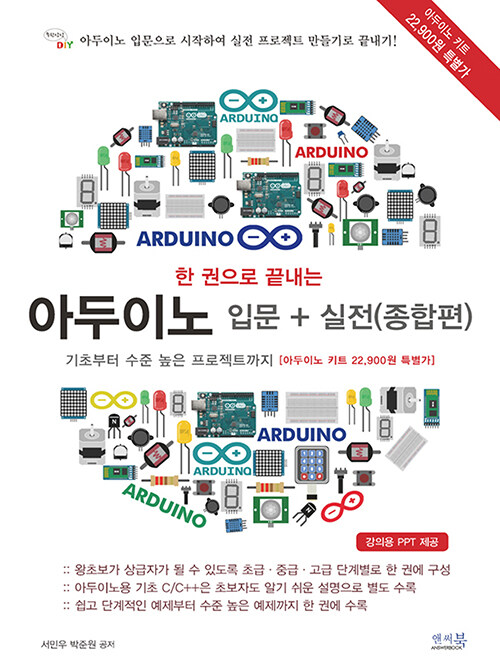 아두이노 키트
22,900원 특별가
DIY 아두이노 입문으로 시작하여 실전 프로젝트 만들기로 끝내기!
ARDUINO
ARDUINO
ARDUINO
한 권으로 끝내는
아두이노 입문 + 실전(종합편)
기초부터 수준 높은 프로젝트까지 [아두이노 키트 22,900원 특별가]
ARDUINO
ARDUINO
ARDUINO
강의용 PPT 제공
:: 왕초보가 상급자가 될 수 있도록 초급 · 중급 · 고급 단계별로 한 권에 구성
:: 아두이노용 기초 C/C++은 초보자도 알기 쉬운 설명으로 별도 수록
:: 쉽고 단계적인 예제부터 수준 높은 예제까지 한 권에 수록
서민우 박준원 공저
앤써북
ANSWERBOOK